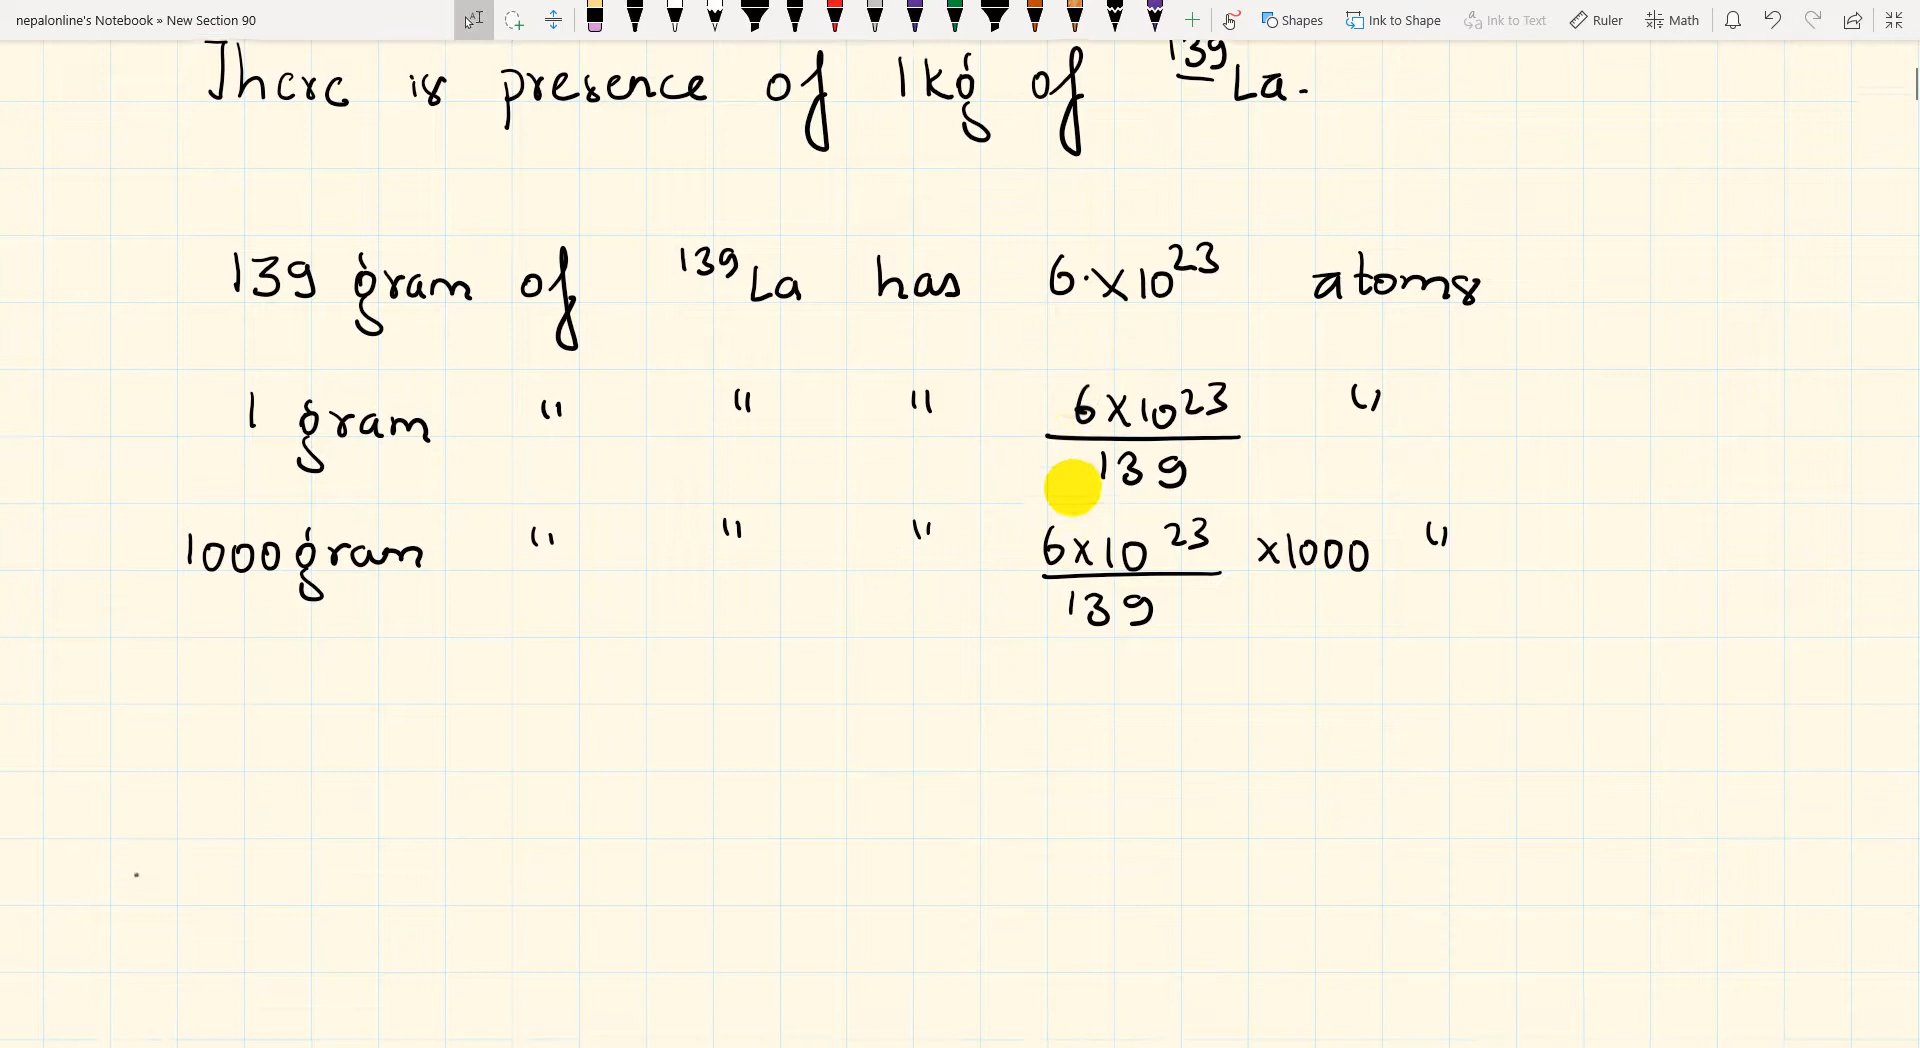 nepalonline's Notebook » New Section 90
Shapes Ink to Shape Ink to Text Ruler Math
There is presence of 1kg of ¹³⁹La.
139 gram of ¹³⁹La has 6.×10²³ atoms
1 gram " " " 6×10²³/139 "
1000 gram " " " 6×10²³/139 ×1000 "